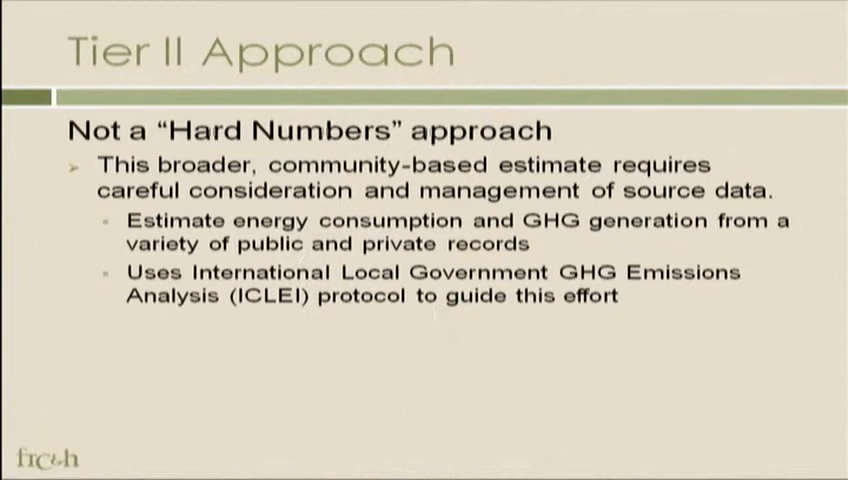 Tier II Approach
Not a “Hard Numbers” approach
This broader, community-based estimate requires
careful consideration and management of source data.
Estimate energy consumption and GHG generation from a
variety of public and private records
Uses International Local Government GHG Emissions
Analysis (ICLEI) protocol to guide this effort